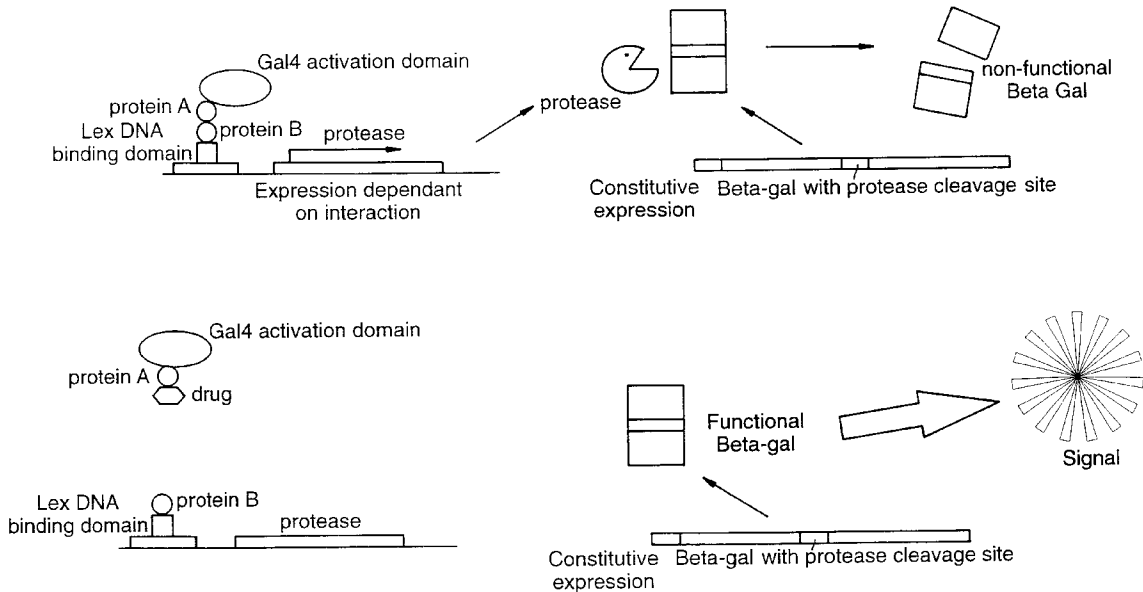 Gal4 activation domain
protein A
Lex DNA
binding domain
protein B
protease
Expression dependant
on interaction
protease
non-functional
Beta Gal
Constitutive
expression
Beta-gal with protease cleavage site
Gal4 activation domain
protein A
drug
Lex DNA
binding domain
protein B
protease
Functional
Beta-gal
Signal
Constitutive
expression
Beta-gal with protease cleavage site